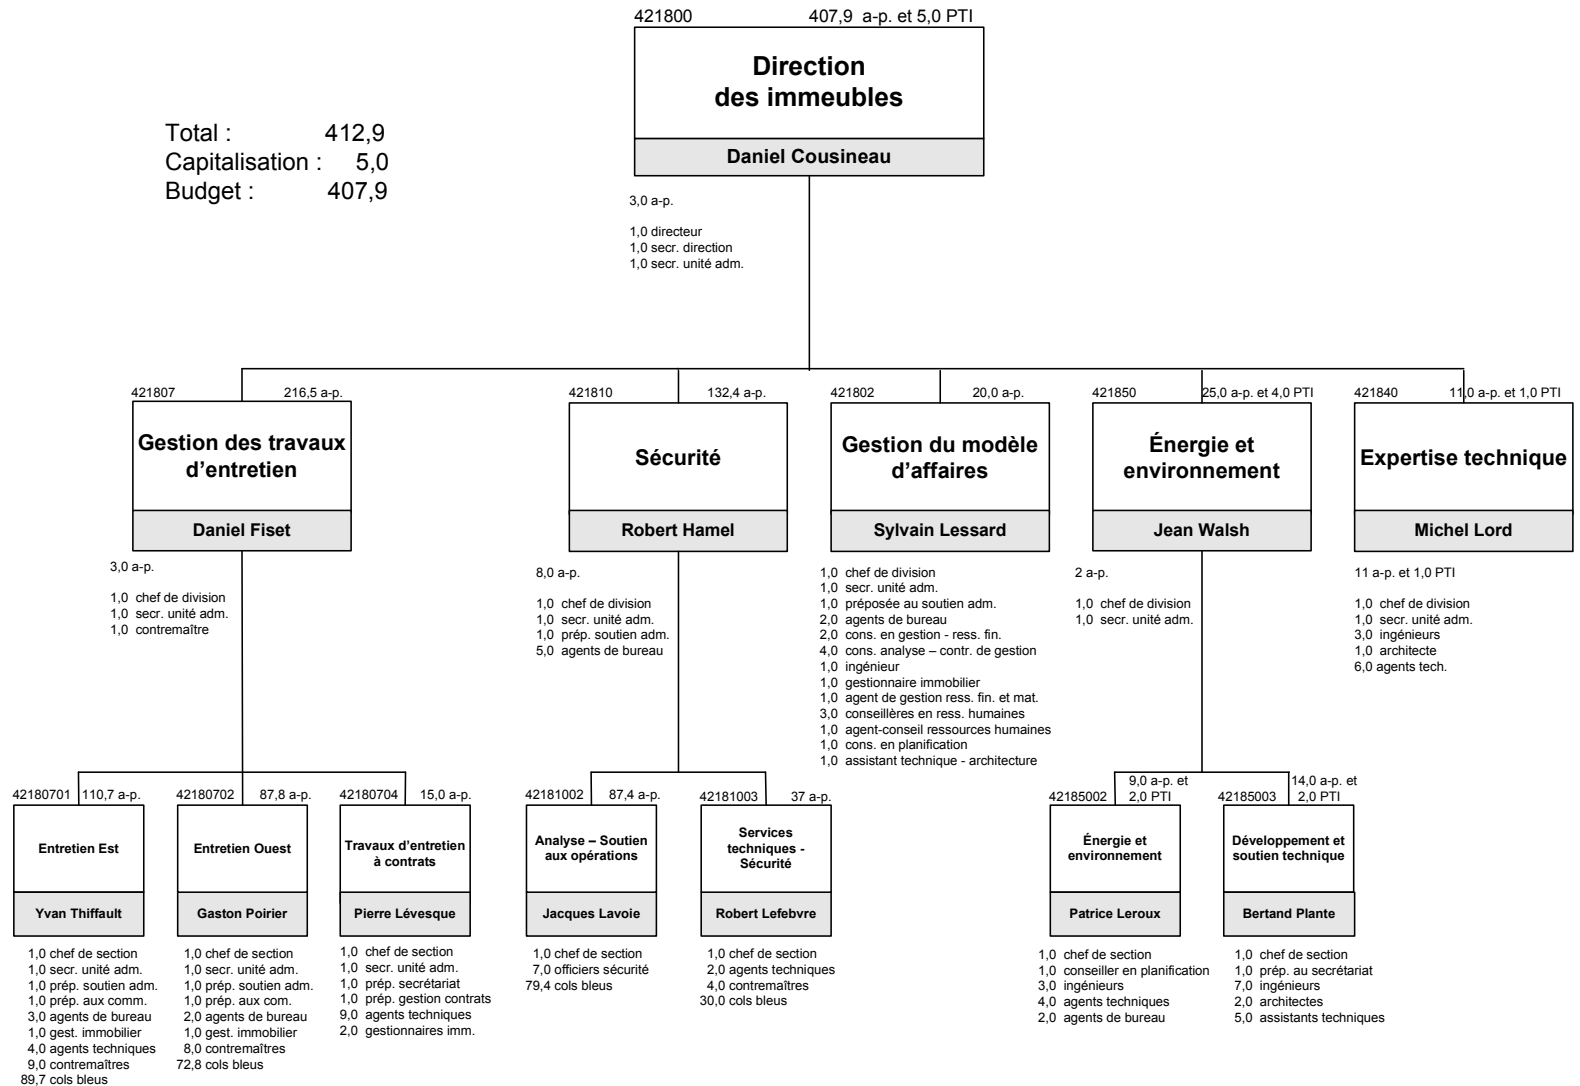 421800 407,9 a-p. et 5,0 PTI
Direction
des immeubles
Daniel Cousineau
Total : 412,9
Capitalisation : 5,0
Budget : 407,9
3,0 a-p.
1,0 directeur
1,0 secr. direction
1,0 secr. unité adm.
421807 216,5 a-p.
Gestion des travaux
d'entretien
Daniel Fiset
3,0 a-p.
1,0 chef de division
1,0 secr. unité adm.
1,0 contremaître
421810 132,4 a-p.
Sécurité
Robert Hamel
8,0 a-p.
1,0 chef de division
1,0 secr. unité adm.
1,0 prép. soutien adm.
5,0 agents de bureau
421802 20,0 a-p.
Gestion du modèle
d'affaires
Sylvain Lessard
1,0 chef de division
1,0 secr. unité adm.
1,0 préposée au soutien adm.
2,0 agents de bureau
2,0 cons. en gestion - ress. fin.
4,0 cons. analyse – contr. de gestion
1,0 ingénieur
1,0 gestionnaire immobilier
1,0 agent de gestion ress. fin. et mat.
3,0 conseillères en ress. humaines
1,0 agent-conseil ressources humaines
1,0 cons. en planification
1,0 assistant technique - architecture
421850 25,0 a-p. et 4,0 PTI
Énergie et
environnement
Jean Walsh
2 a-p.
1,0 chef de division
1,0 secr. unité adm.
421840 11,0 a-p. et 1,0 PTI
Expertise technique
Michel Lord
11 a-p. et 1,0 PTI
1,0 chef de division
1,0 secr. unité adm.
3,0 ingénieurs
1,0 architecte
6,0 agents tech.
42180701 110,7 a-p.
Entretien Est
Yvan Thiffault
1,0 chef de section
1,0 secr. unité adm.
1,0 prép. soutien adm.
1,0 prép. aux comm.
3,0 agents de bureau
1,0 gest. immobilier
4,0 agents techniques
9,0 contremaîtres
89,7 cols bleus
42180702 87,8 a-p.
Entretien Ouest
Gaston Poirier
1,0 chef de section
1,0 secr. unité adm.
1,0 prép. soutien adm.
1,0 prép. aux com.
2,0 agents de bureau
1,0 gest. immobilier
8,0 contremaîtres
72,8 cols bleus
42180704 15,0 a-p.
Travaux d'entretien
à contrats
Pierre Lévesque
1,0 chef de section
1,0 secr. unité adm.
1,0 prép. secrétariat
1,0 prép. gestion contrats
9,0 agents techniques
2,0 gestionnaires imm.
42181002 87,4 a-p.
Analyse – Soutien
aux opérations
Jacques Lavoie
1,0 chef de section
7,0 officiers sécurité
79,4 cols bleus
42181003 37 a-p.
Services
techniques -
Sécurité
Robert Lefebvre
1,0 chef de section
2,0 agents techniques
4,0 contremaîtres
30,0 cols bleus
9,0 a-p. et
42185002 2,0 PTI
Énergie et
environnement
Patrice Leroux
1,0 chef de section
1,0 conseiller en planification
3,0 ingénieurs
4,0 agents techniques
2,0 agents de bureau
14,0 a-p. et
42185003 2,0 PTI
Développement et
soutien technique
Bertand Plante
1,0 chef de section
1,0 prép. au secrétariat
7,0 ingénieurs
2,0 architectes
5,0 assistants techniques